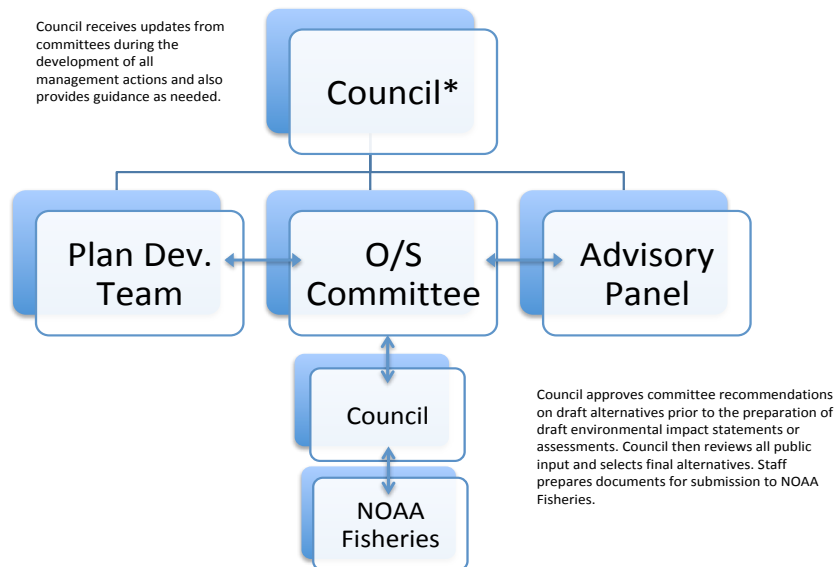 Council receives updates from
committees during the
development of all
management actions and also
provides guidance as needed.
Council*
Plan Dev.
Team
O/S
Committee
Advisory
Panel
Council
NOAA
Fisheries
Council approves committee recommendations
on draft alternatives prior to the preparation of
draft environmental impact statements or
assessments. Council then reviews all public
input and selects final alternatives. Staff
prepares documents for submission to NOAA
Fisheries.